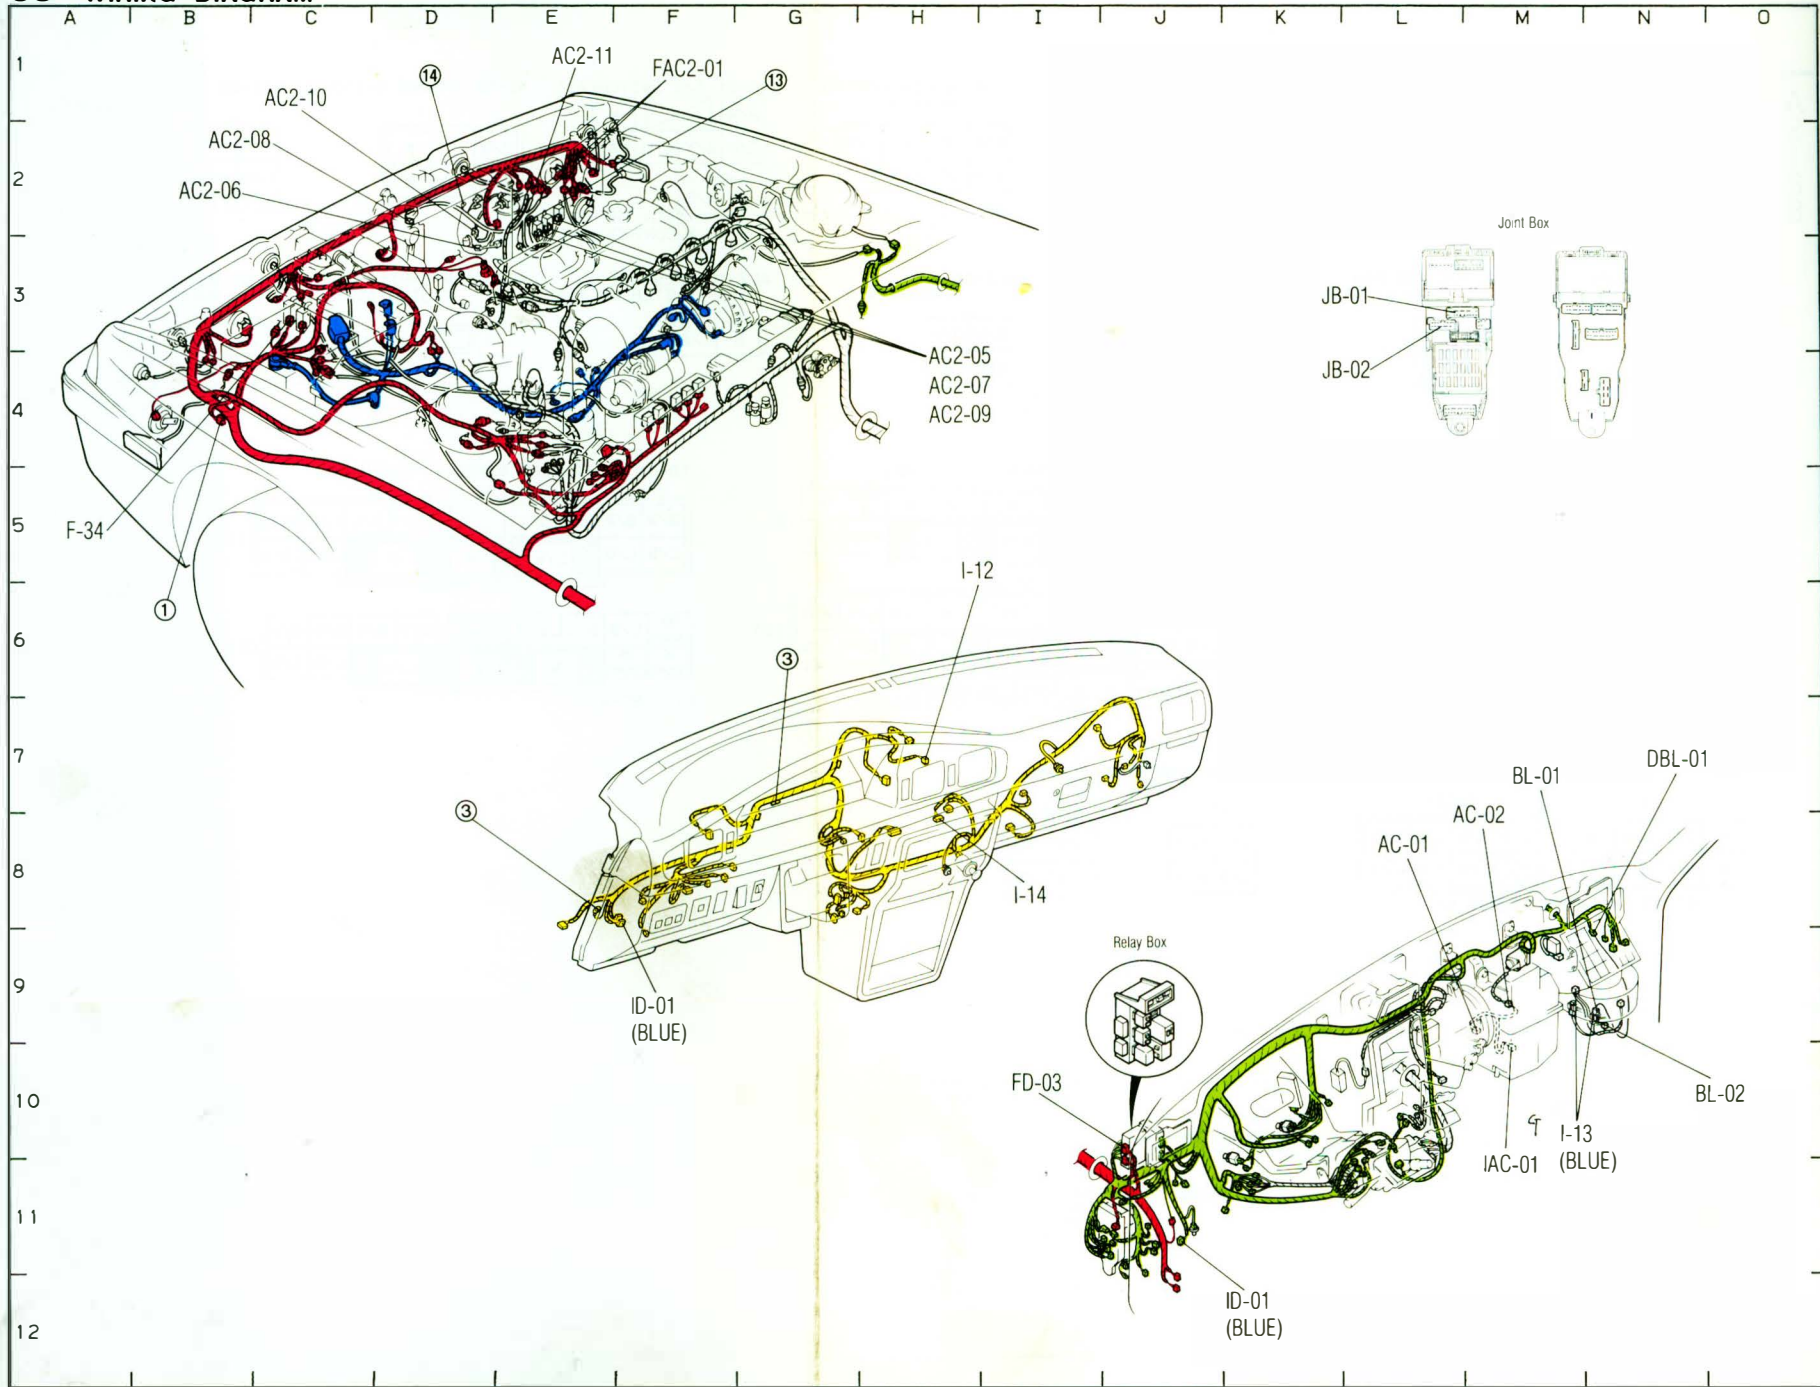 WIRING DIAGRAM
A B C D E F G H I J K L M N O
1
AC2-11
FAC2-01
⑭
⑬
AC2-10
AC2-08
2
AC2-06
Joint Box
3
JB-01
AC2-05
JB-02
AC2-07
4
AC2-09
5
F-34
I-12
①
6
③
7
DBL-01
BL-01
③
AC-02
AC-01
8
I-14
Relay Box
9
ID-01
(BLUE)
FD-03
10
BL-02
I-13
IAC-01
(BLUE)
11
ID-01
(BLUE)
12